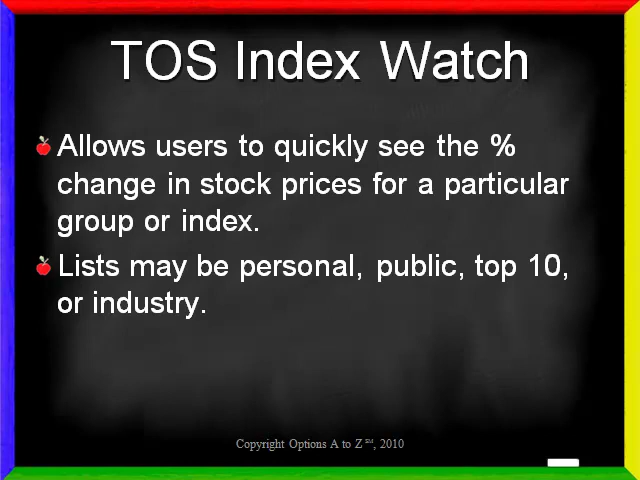 TOS Index Watch
Allows users to quickly see the %
change in stock prices for a particular
group or index.
Lists may be personal, public, top 10,
or industry.
Copyright Options A to Z ℠, 2010